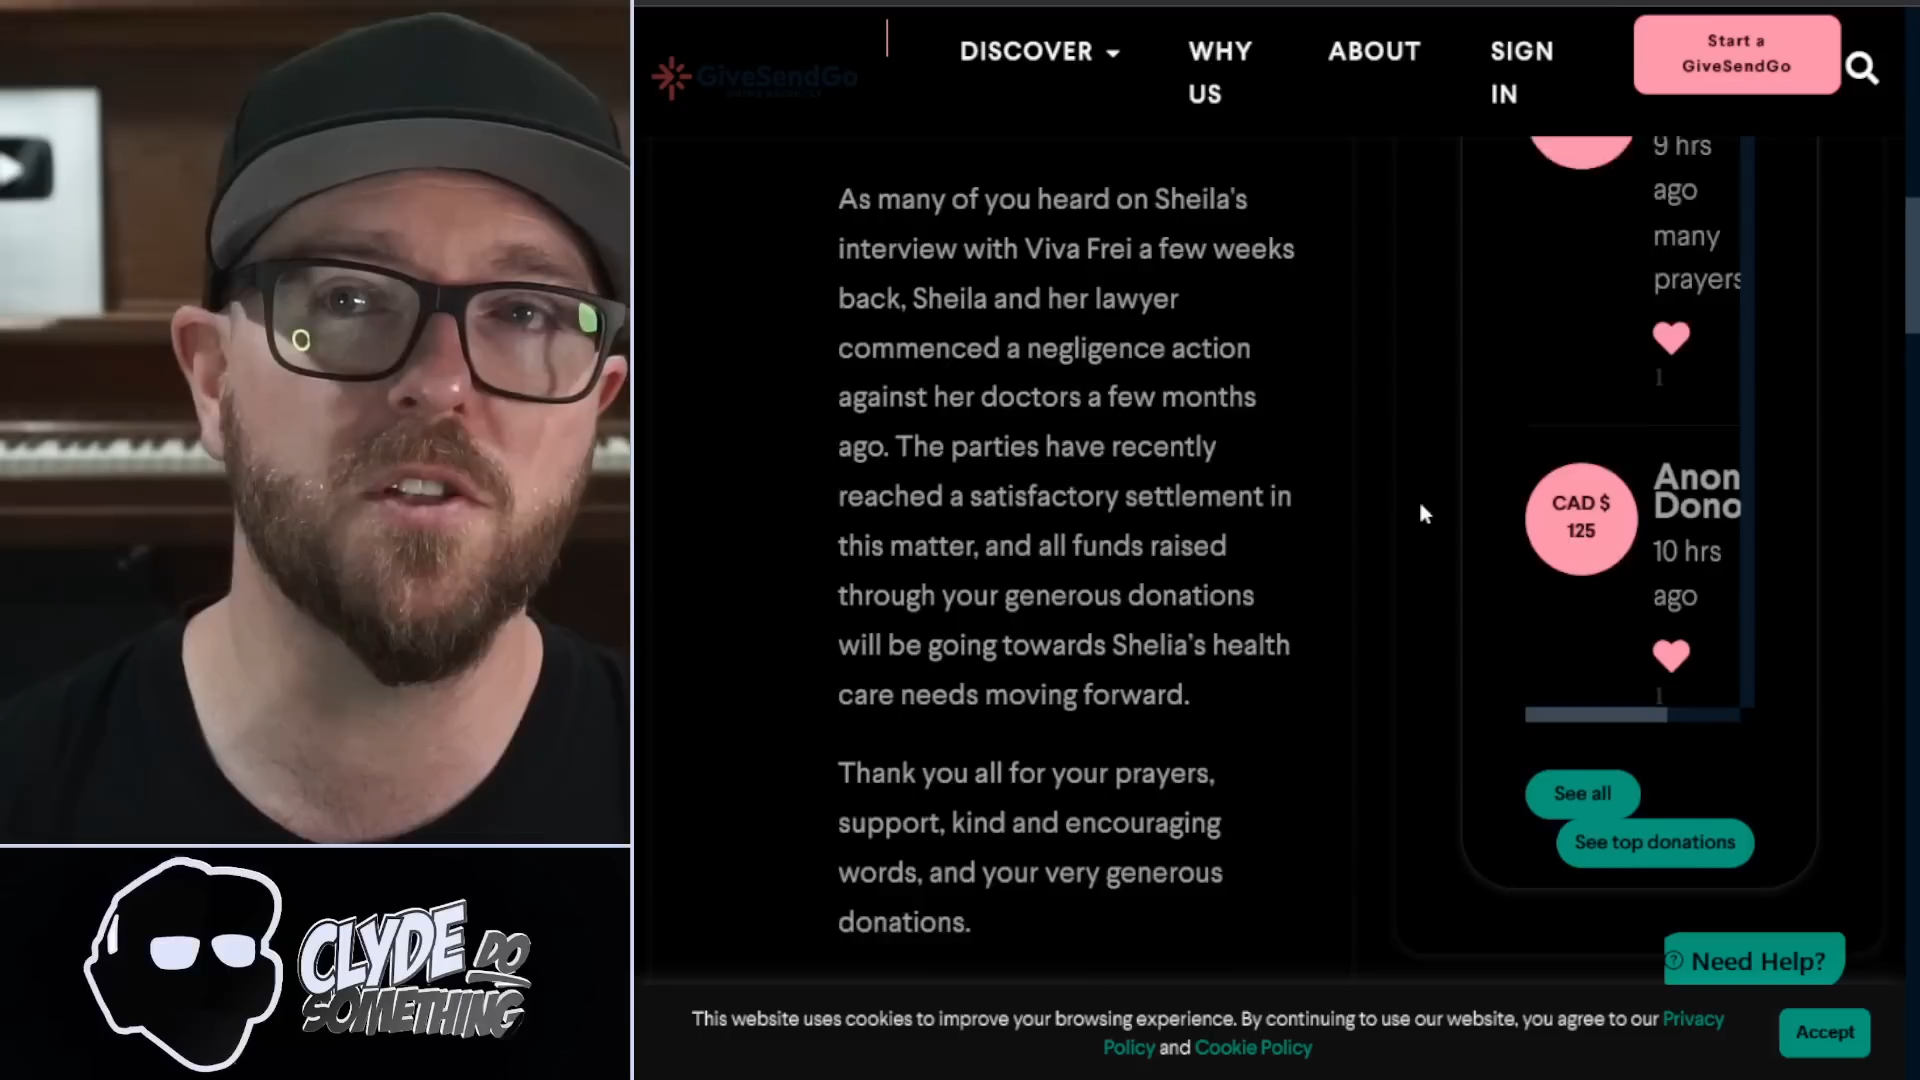 GiveSendGo
DISCOVER
WHY
US
ABOUT
SIGN
IN
Start a
GiveSendGo
As many of you heard on Sheila's
interview with Viva Frei a few weeks
back, Sheila and her lawyer
commenced a negligence action
against her doctors a few months
ago. The parties have recently
reached a satisfactory settlement in
this matter, and all funds raised
through your generous donations
will be going towards Shelia's health
care needs moving forward.
Thank you all for your prayers,
support, kind and encouraging
words, and your very generous
donations.
9 hrs
ago
many
prayers
1
CAD $
125
Anon
Dono
10 hrs
ago
1
See all
See top donations
Need Help?
This website uses cookies to improve your browsing experience. By continuing to use our website, you agree to our Privacy
Policy and Cookie Policy
Accept
CLYDE DO
SOMETHING